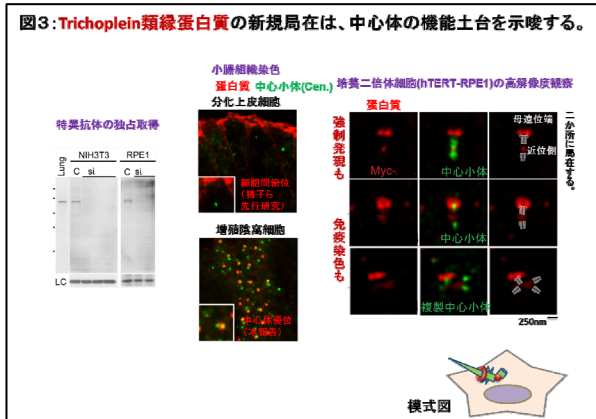 図3:Trichoplein類縁蛋白質の新規局在は、中心体の機能土台を示唆する。
特異抗体の独占取得
Lung
NIH3T3
RPE1
C si
C si.
LC
小腸組織染色
蛋白質 中心小体(Cen.)
分化上皮細胞
細胞間優位
(猪子ら
先行研究)
増殖陰窩細胞
中心体優位
(本報告)
培養二倍体細胞(hTERT-RPE1)の高解像度観察
蛋白質
強制発現も
免疫染色も
Myc-.
中心小体
母遠位端
近位側
中心小体
複製中心小体
二か所に局在する。
250nm
模式図